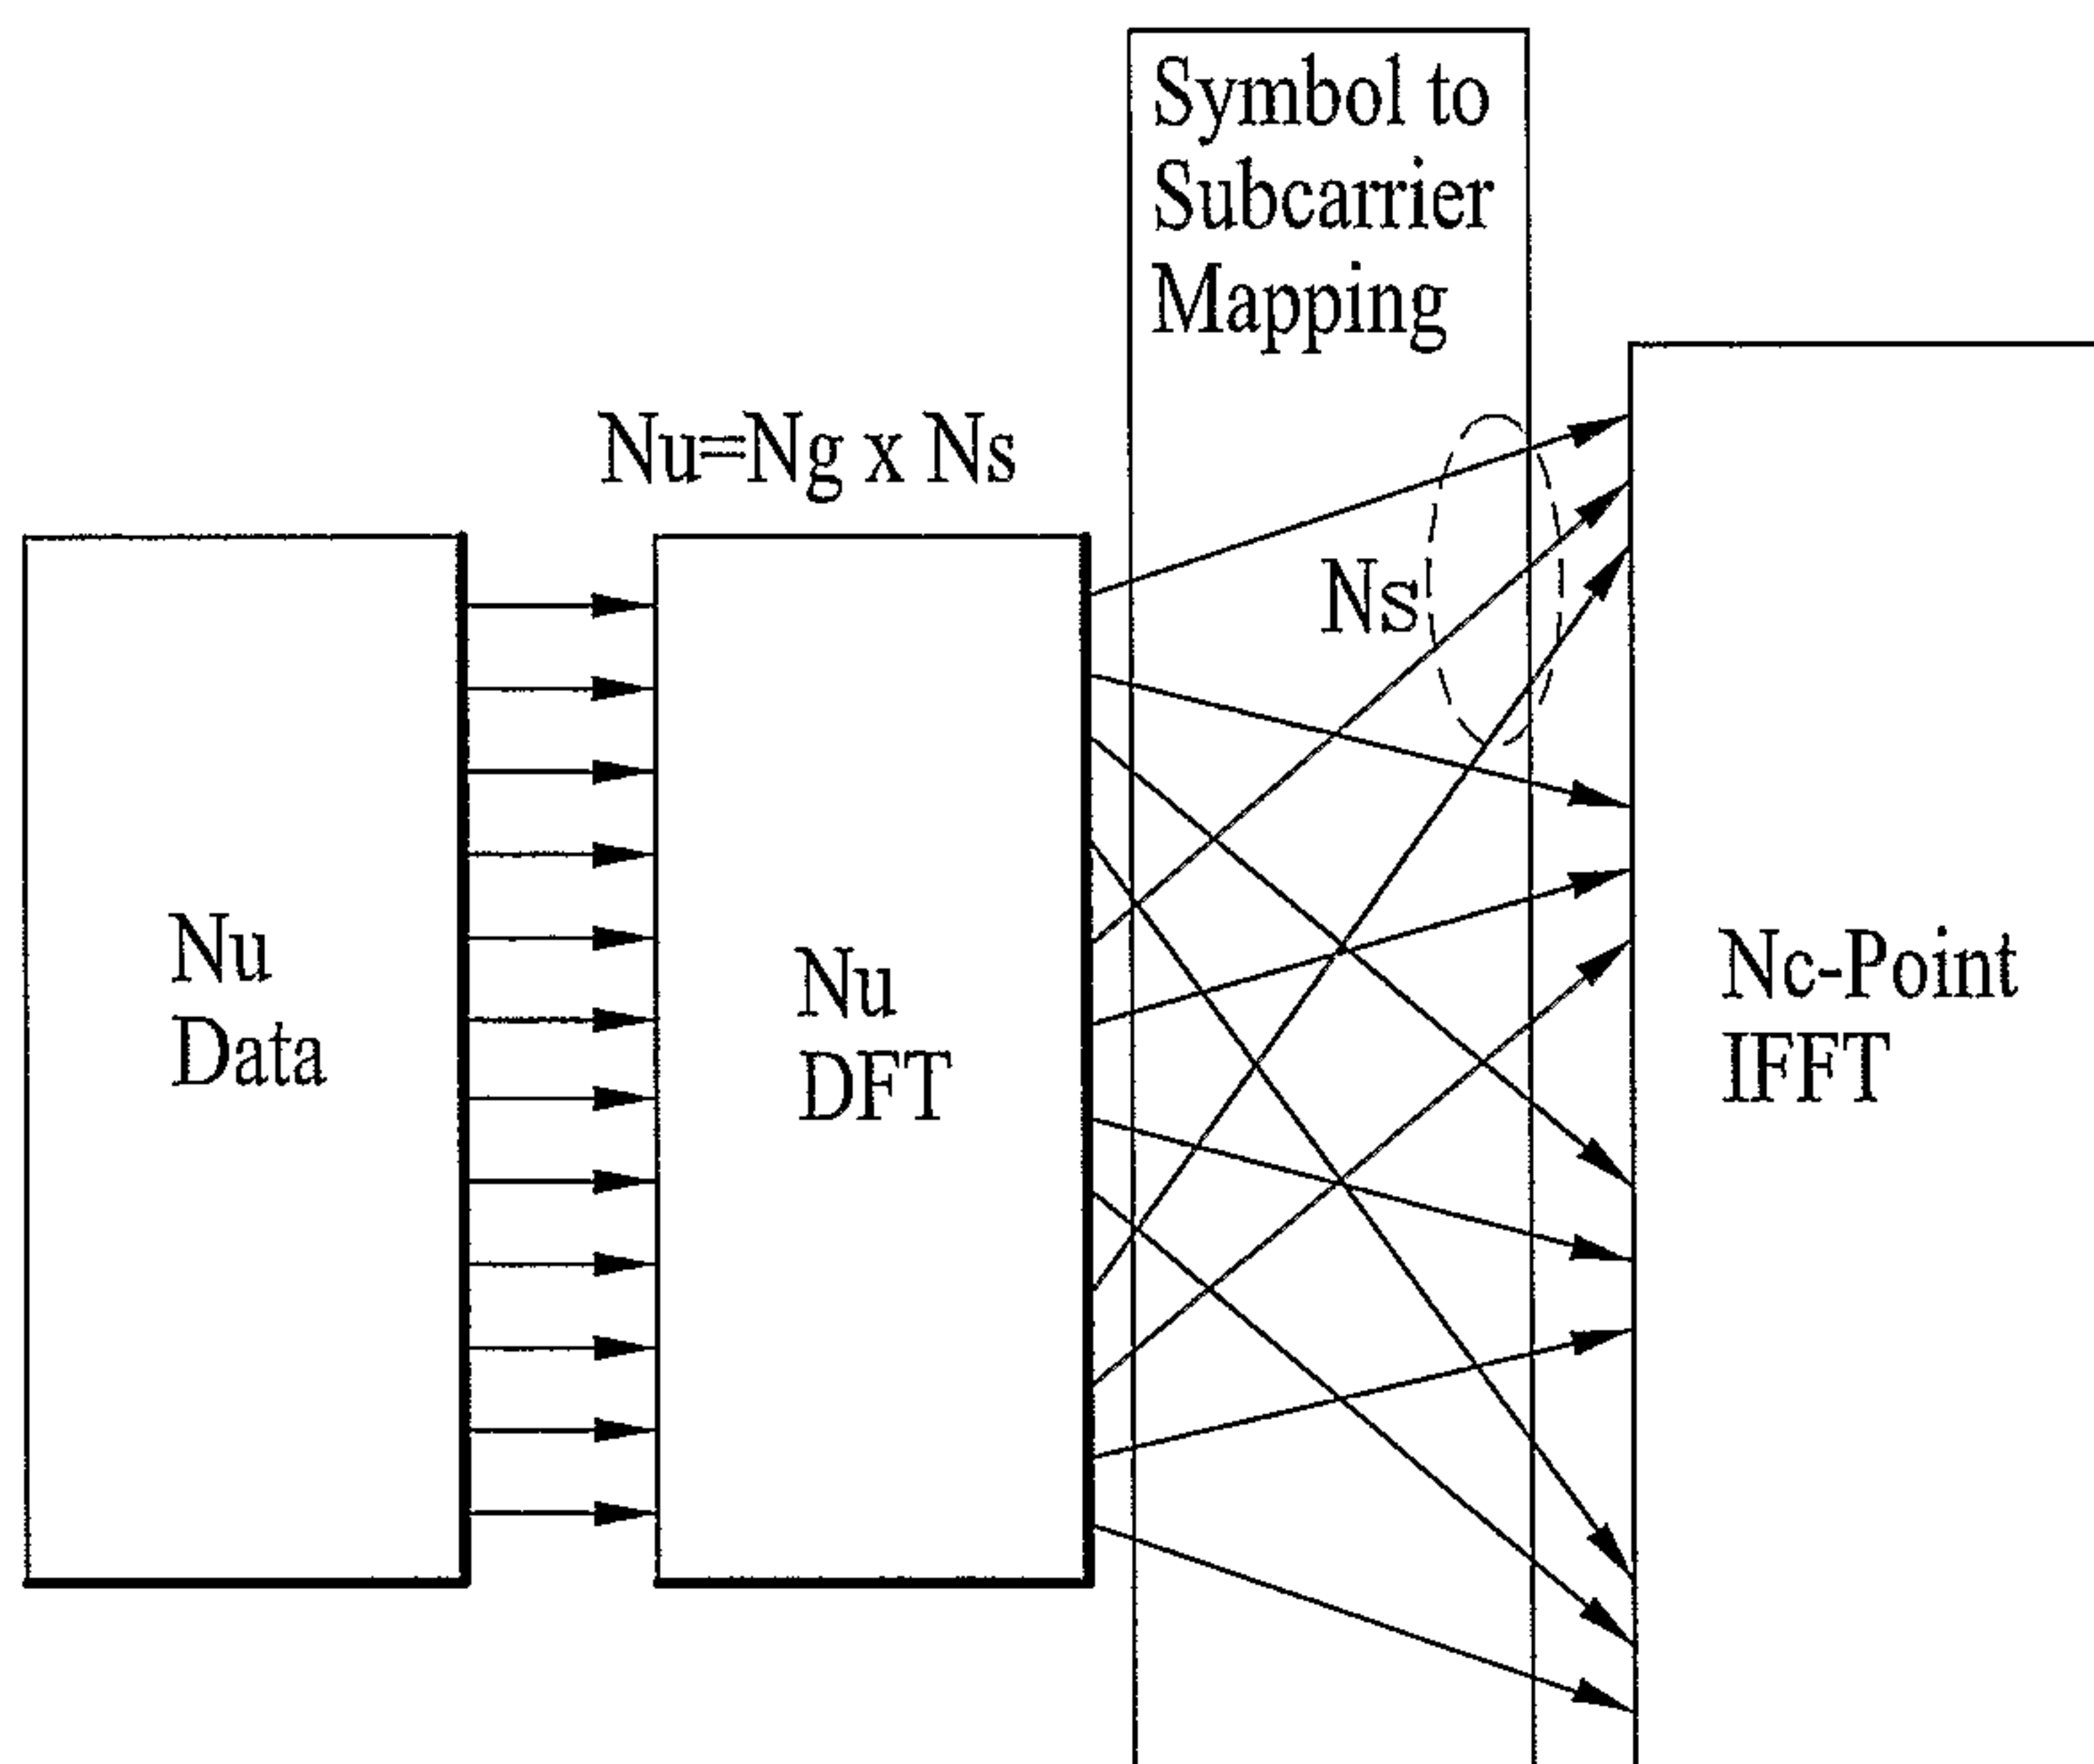 Symbol to
Subcarrier
Mapping
Nu=Ng x Ns
Ns
Nu
Data
Nu
DFT
Nc-Point
IFFT